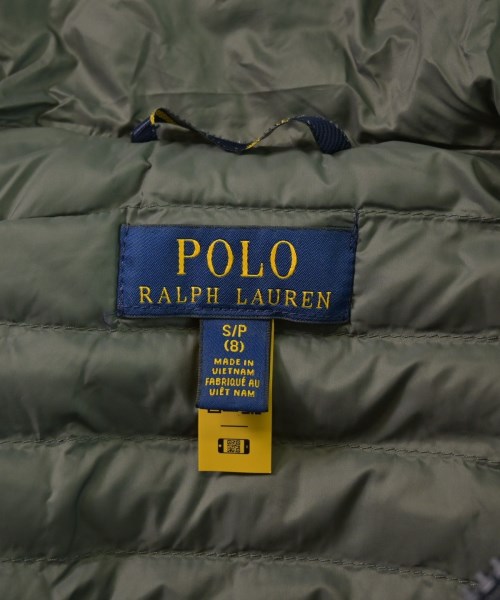 POLO
RALPH LAUREN
S/P
(8)
MADE IN
VIETNAM
FABRIQUÉ AU
VIÊT NAM